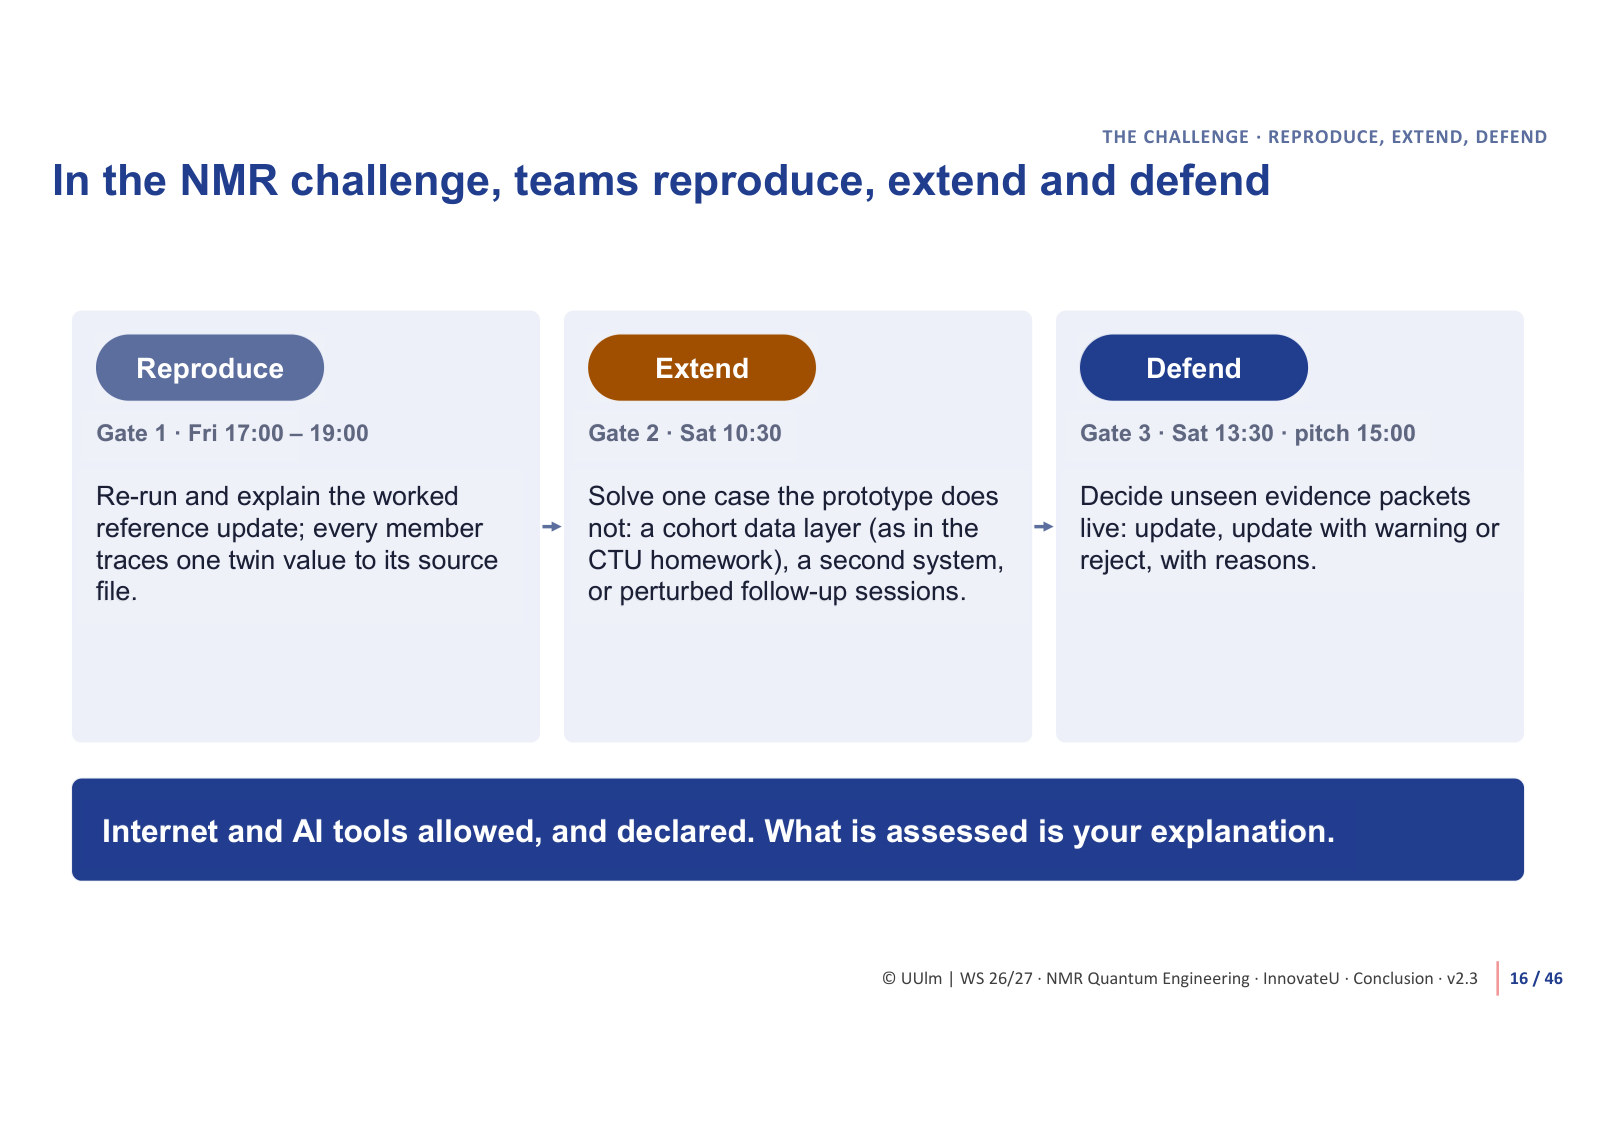 THE CHALLENGE · REPRODUCE, EXTEND, DEFEND
In the NMR challenge, teams reproduce, extend and defend
Reproduce
Gate 1 · Fri 17:00 – 19:00
Re-run and explain the worked
reference update; every member
traces one twin value to its source
file.
Extend
Gate 2 · Sat 10:30
Solve one case the prototype does
not: a cohort data layer (as in the
CTU homework), a second system,
or perturbed follow-up sessions.
Defend
Gate 3 · Sat 13:30 · pitch 15:00
Decide unseen evidence packets
live: update, update with warning or
reject, with reasons.
Internet and AI tools allowed, and declared. What is assessed is your explanation.
© UUlm | WS 26/27 · NMR Quantum Engineering · InnovateU · Conclusion · v2.3
16 / 46